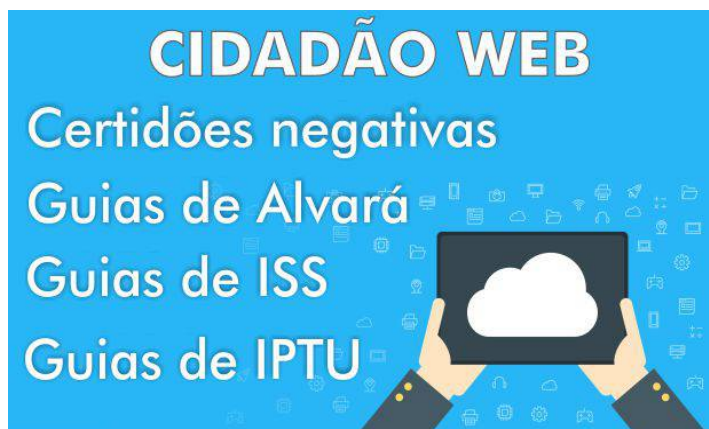 CIDADÃO WEB
Certidões negativas
Guias de Alvará
Guias de ISS
Guias de IPTU